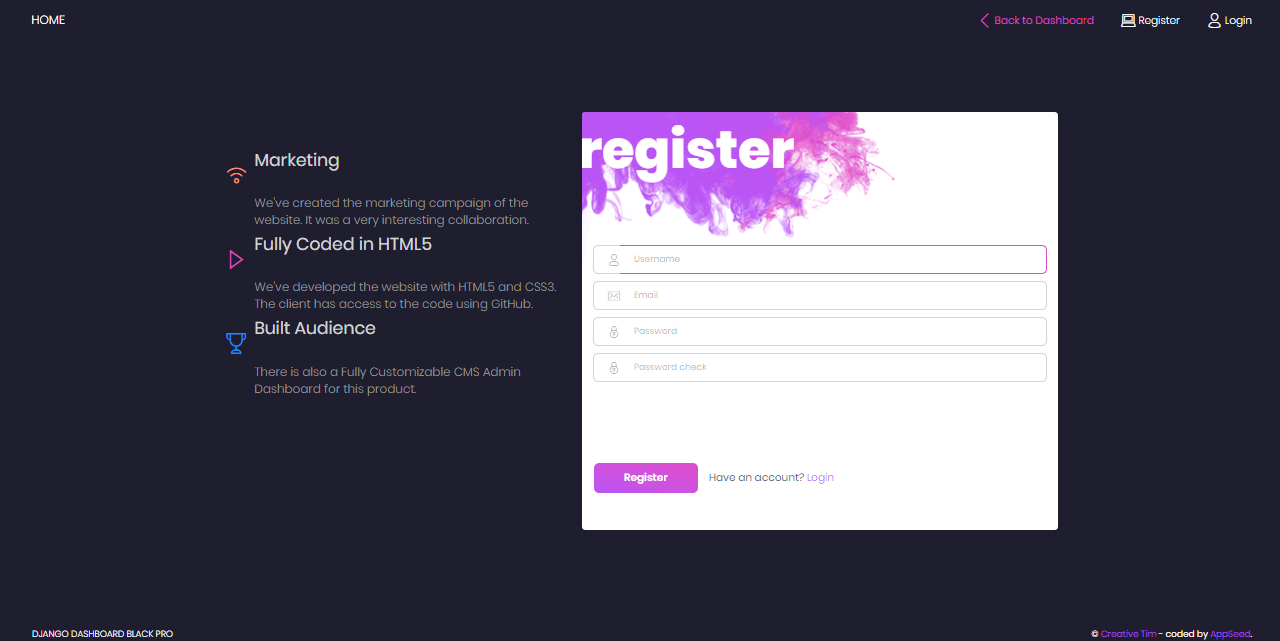 HOME
Back to Dashboard
Register
Login
Marketing
We've created the marketing campaign of the
website. It was a very interesting collaboration.
Fully Coded in HTML5
We've developed the website with HTML5 and CSS3.
The client has access to the code using GitHub.
Built Audience
There is also a Fully Customizable CMS Admin
Dashboard for this product.
register
Username
Email
Password
Password check
Register
Have an account? Login
DJANGO DASHBOARD BLACK PRO
© Creative Tim - coded by AppSeed.